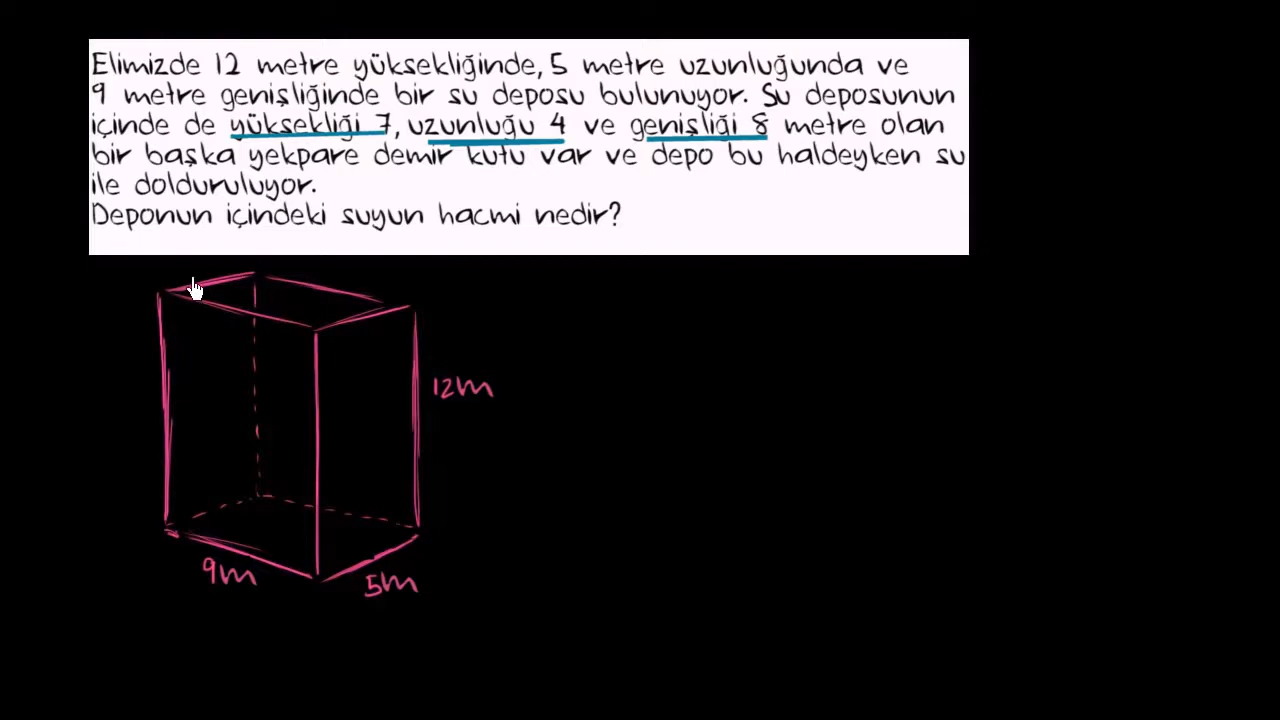 Elimizde 12 metre yüksekliğinde, 5 metre uzunluğunda ve
9 metre genişliğinde bir su deposu bulunuyor. Su deposunun
içinde de yüksekliği 7, uzunluğu 4 ve genişliği 8 metre olan
bir başka yekpare demir kutu var ve depo bu haldeyken su
ile dolduruluyor.
Deponun içindeki suyun hacmi nedir?
12m
9m
5m